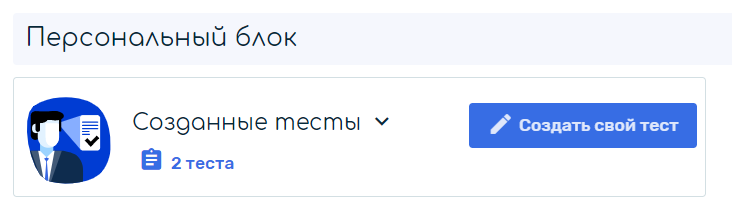 Персональный блок
Созданные тесты
Создать свой тест
2 теста